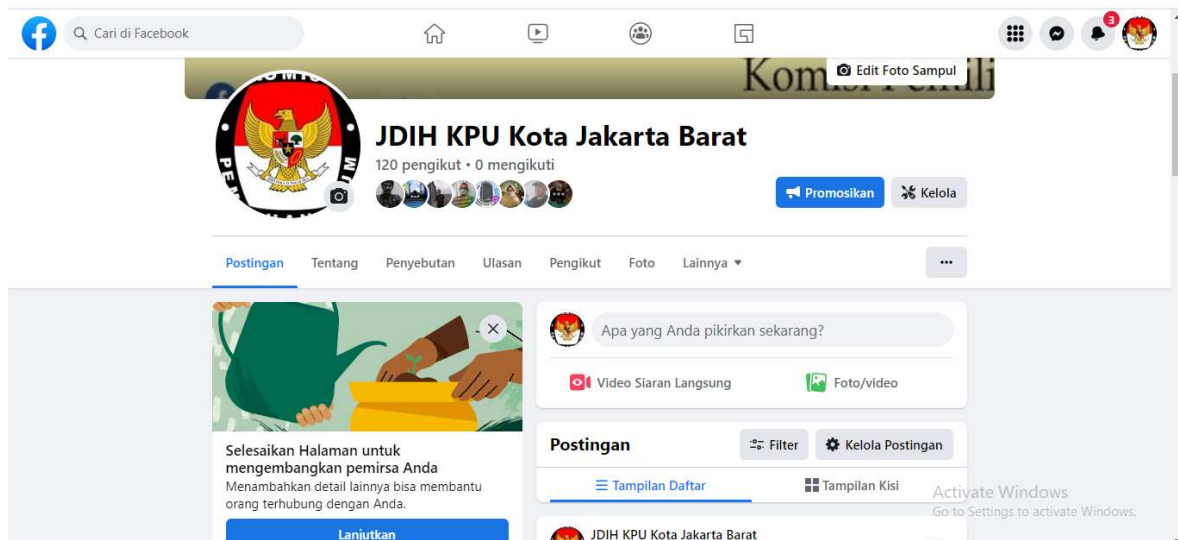 Cari di Facebook
3
Edit Foto Sampul
JDIH KPU Kota Jakarta Barat
120 pengikut • 0 mengikuti
Promosikan
Kelola
Postingan Tentang Penyebutan Ulasan Pengikut Foto Lainnya
Apa yang Anda pikirkan sekarang?
Video Siaran Langsung
Foto/video
Selesaikan Halaman untuk
mengembangkan pemirsa Anda
Menambahkan detail lainnya bisa membantu
orang terhubung dengan Anda.
Lanjutkan
Postingan
Filter
Kelola Postingan
Tampilan Daftar
Tampilan Kisi
JDIH KPU Kota Jakarta Barat
Activate Windows
Go to Settings to activate Windows.